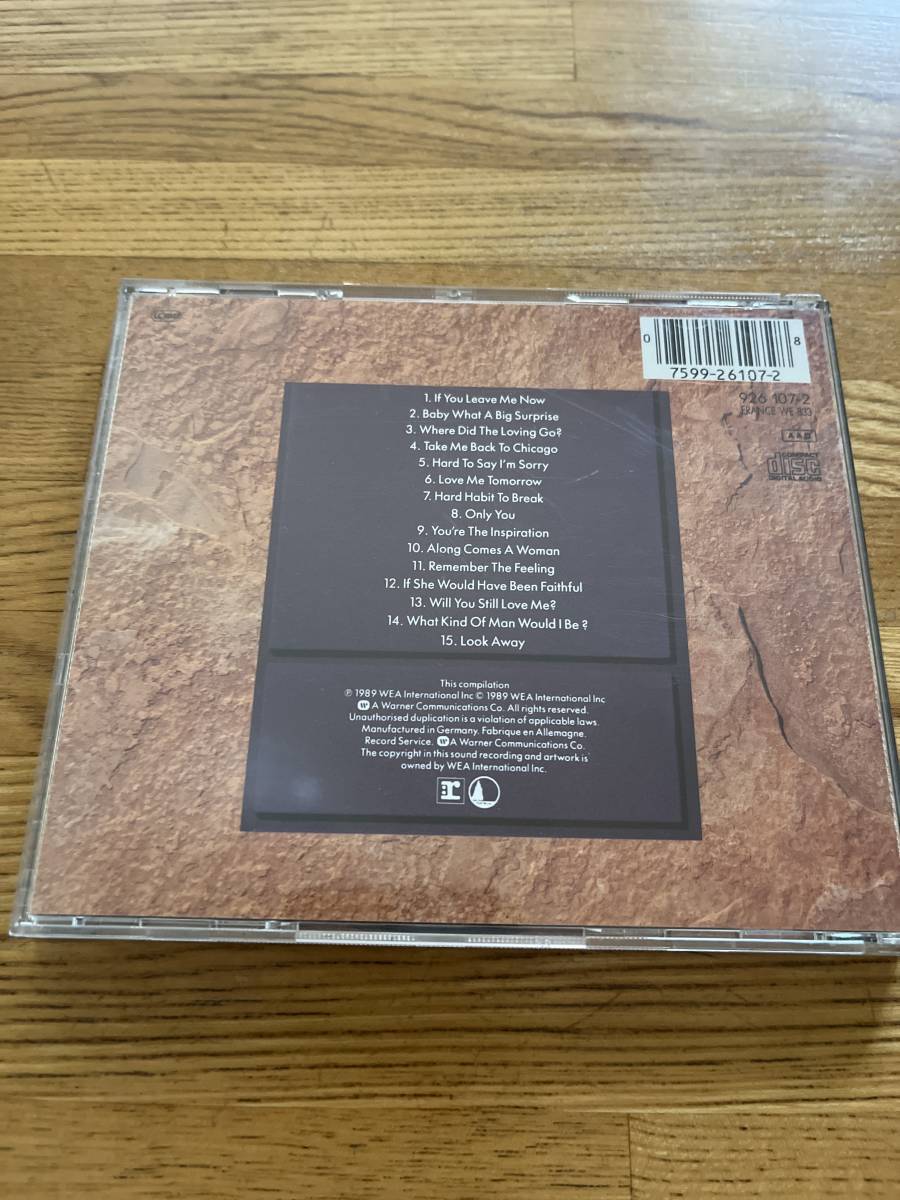 0 8
7599-26107-2
926 107-2
FRANCE WE 833
AAD
COMPACT
disc
DIGITAL AUDIO
1. If You Leave Me Now
2. Baby What A Big Surprise
3. Where Did The Loving Go?
4. Take Me Back To Chicago
5. Hard To Say I'm Sorry
6. Love Me Tomorrow
7. Hard Habit To Break
8. Only You
9. You're The Inspiration
10. Along Comes A Woman
11. Remember The Feeling
12. If She Would Have Been Faithful
13. Will You Still Love Me?
14. What Kind Of Man Would I Be?
15. Look Away
This compilation
℗ 1989 WEA International Inc © 1989 WEA International Inc
A Warner Communications Co. All rights reserved.
Unauthorised duplication is a violation of applicable laws.
Manufactured in Germany. Fabrique en Allemagne.
Record Service. A Warner Communications Co.
The copyright in this sound recording and artwork is
owned by WEA International Inc.
r